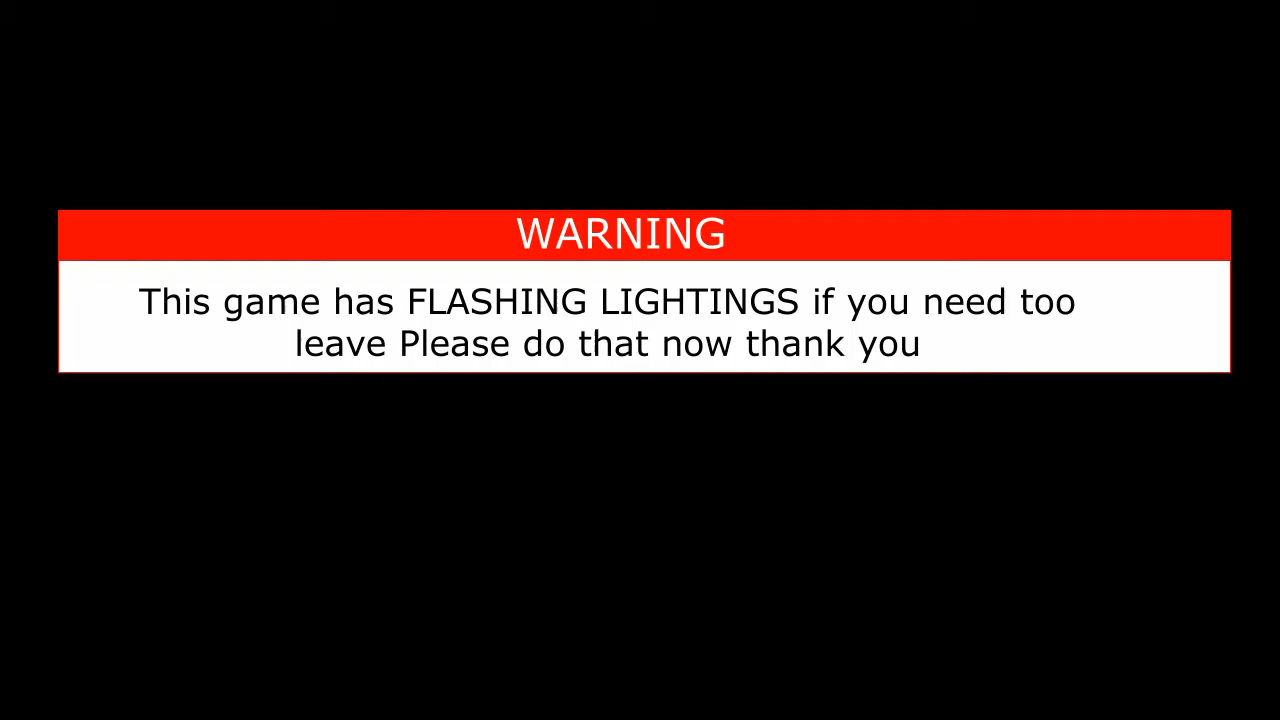 WARNING
This game has FLASHING LIGHTINGS if you need too
leave Please do that now thank you